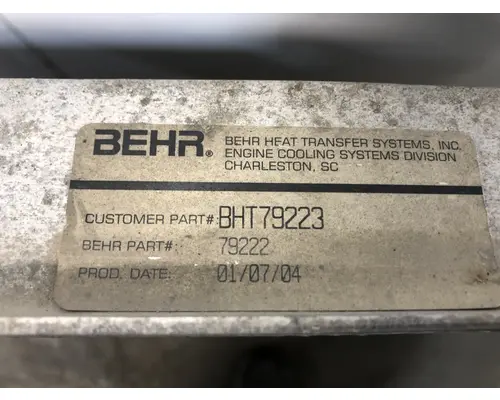 BEHR®
BEHR HEAT TRANSFER SYSTEMS, INC.
ENGINE COOLING SYSTEMS DIVISION
CHARLESTON, SC
CUSTOMER PART#: BHT79223
BEHR PART#: 79222
PROD. DATE: 01/07/04